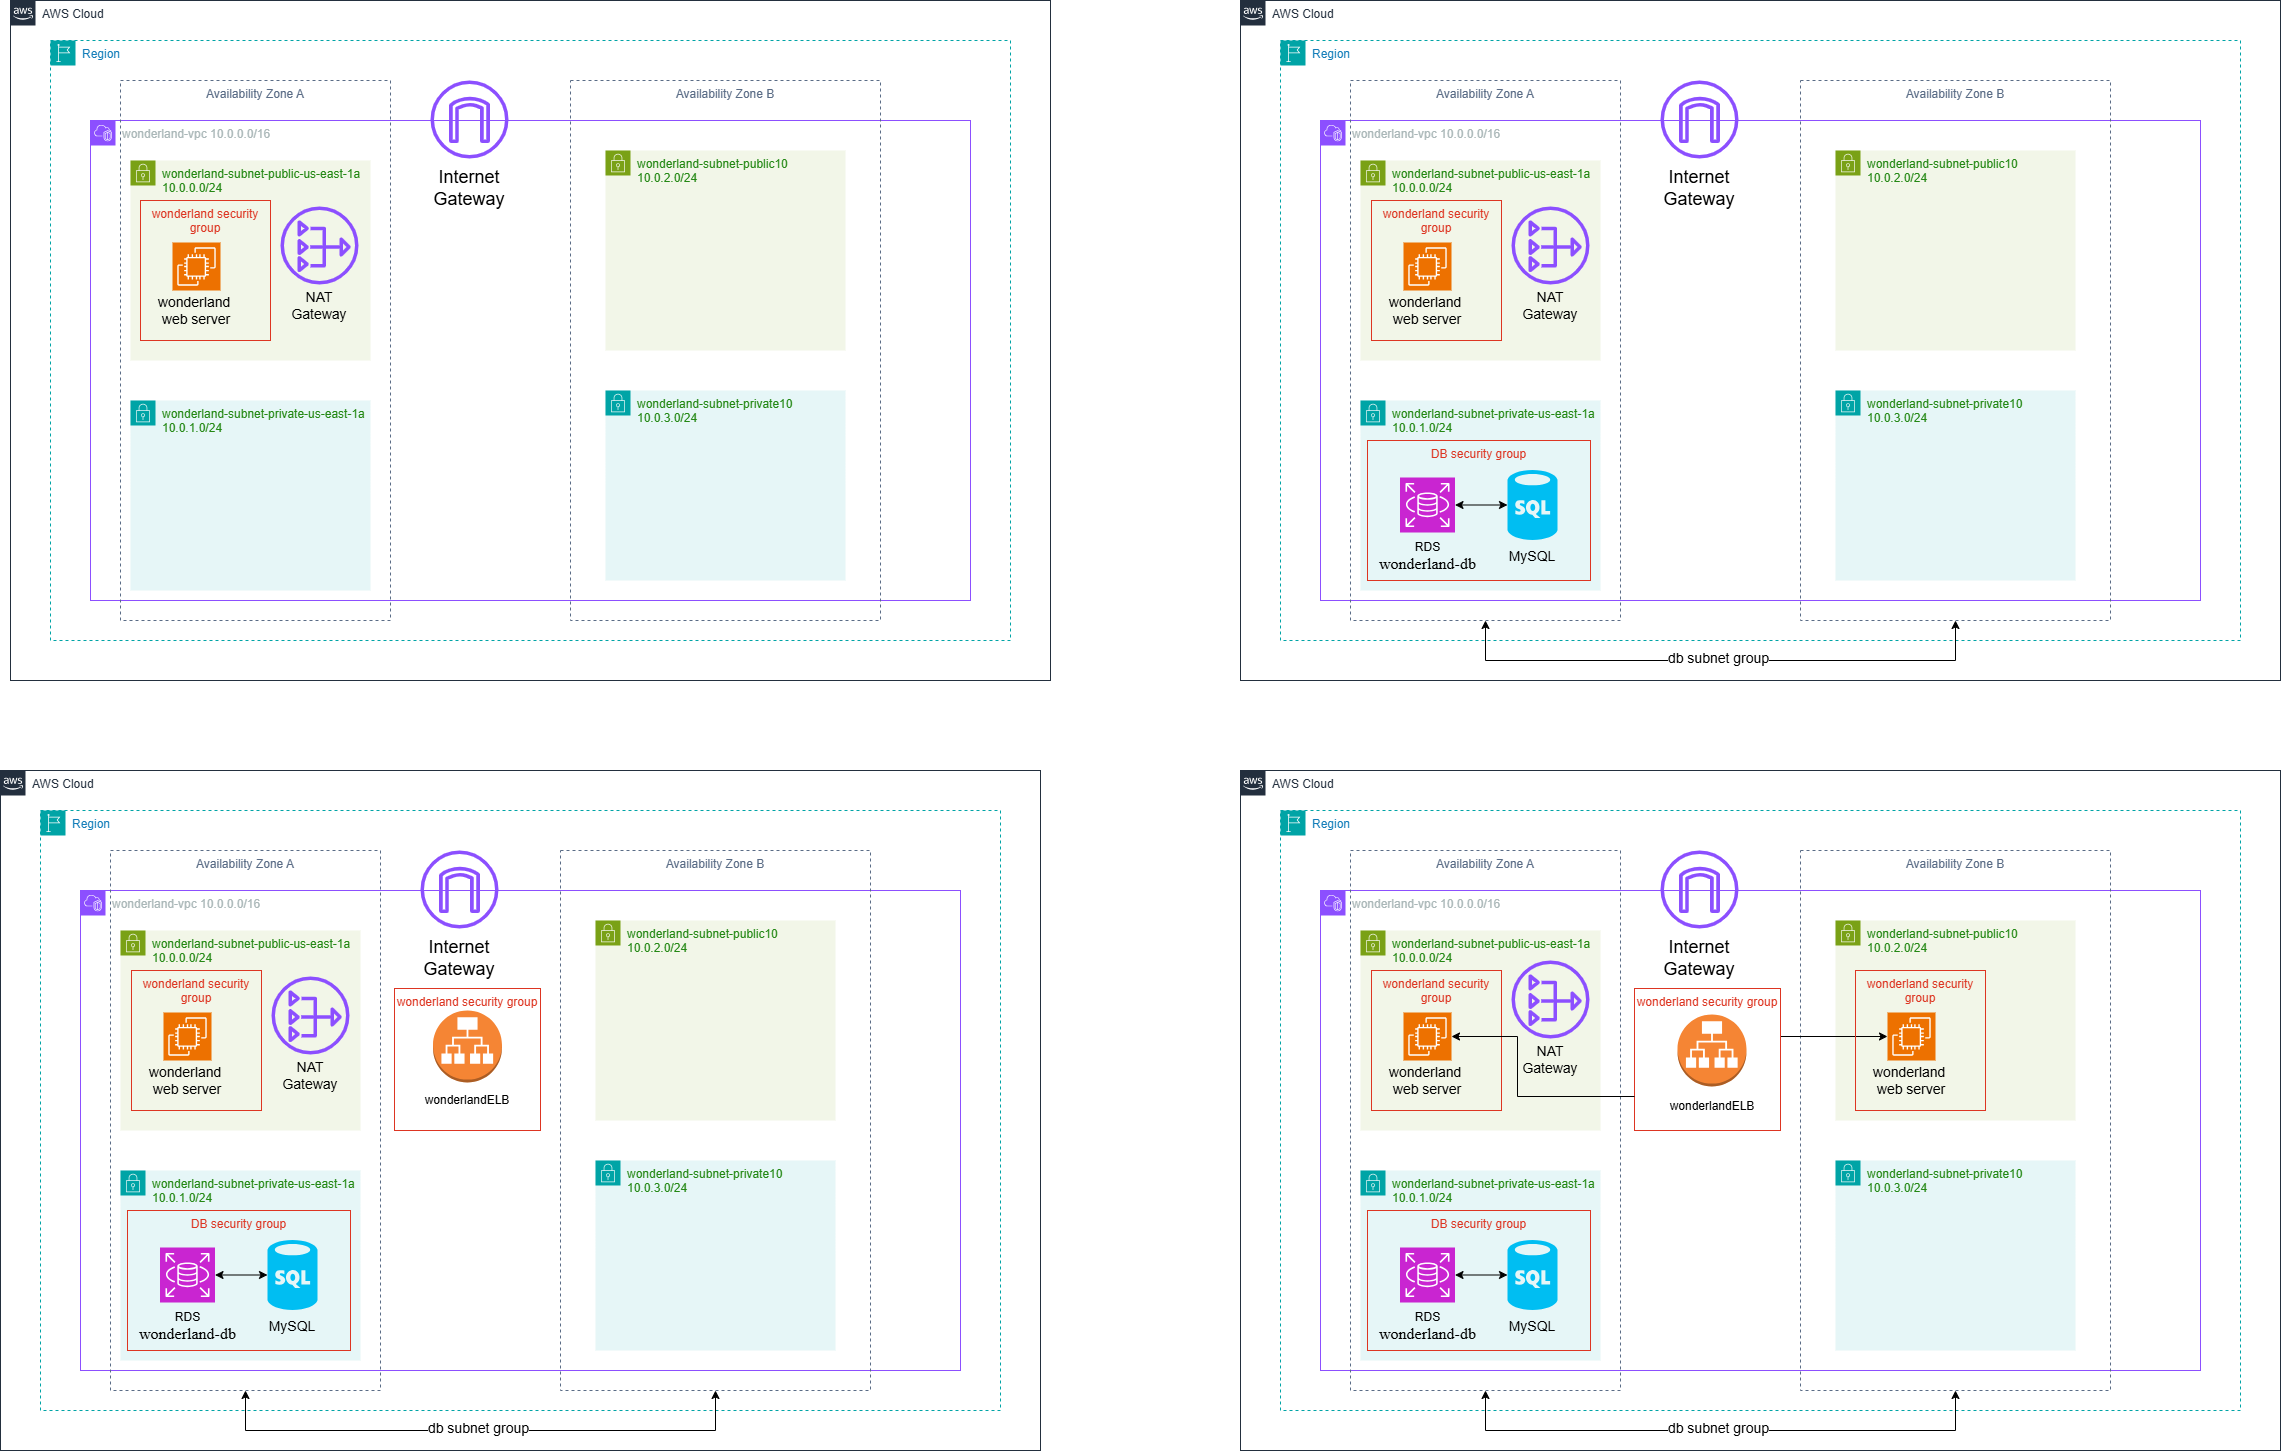 aws
AWS Cloud
Region
Availability Zone A
Availability Zone B
wonderland-vpc 10.0.0.0/16
wonderland-subnet-public-us-east-1a
10.0.0.0/24
wonderland security
group
wonderland
web server
NAT
Gateway
Internet
Gateway
wonderland-subnet-public10
10.0.2.0/24
wonderland-subnet-private-us-east-1a
10.0.1.0/24
wonderland-subnet-private10
10.0.3.0/24
aws
AWS Cloud
Region
Availability Zone A
Availability Zone B
wonderland-vpc 10.0.0.0/16
wonderland-subnet-public-us-east-1a
10.0.0.0/24
wonderland security
group
wonderland
web server
NAT
Gateway
Internet
Gateway
wonderland-subnet-public10
10.0.2.0/24
wonderland-subnet-private-us-east-1a
10.0.1.0/24
DB security group
RDS
wonderland-db
SQL
MySQL
wonderland-subnet-private10
10.0.3.0/24
db subnet group
aws
AWS Cloud
Region
Availability Zone A
Availability Zone B
wonderland-vpc 10.0.0.0/16
wonderland-subnet-public-us-east-1a
10.0.0.0/24
wonderland security
group
wonderland
web server
NAT
Gateway
Internet
Gateway
wonderland security group
wonderlandELB
wonderland-subnet-public10
10.0.2.0/24
wonderland-subnet-private-us-east-1a
10.0.1.0/24
DB security group
RDS
wonderland-db
SQL
MySQL
wonderland-subnet-private10
10.0.3.0/24
db subnet group
aws
AWS Cloud
Region
Availability Zone A
Availability Zone B
wonderland-vpc 10.0.0.0/16
wonderland-subnet-public-us-east-1a
10.0.0.0/24
wonderland security
group
wonderland
web server
NAT
Gateway
Internet
Gateway
wonderland security group
wonderlandELB
wonderland-subnet-public10
10.0.2.0/24
wonderland security
group
wonderland
web server
wonderland-subnet-private-us-east-1a
10.0.1.0/24
DB security group
RDS
wonderland-db
SQL
MySQL
wonderland-subnet-private10
10.0.3.0/24
db subnet group